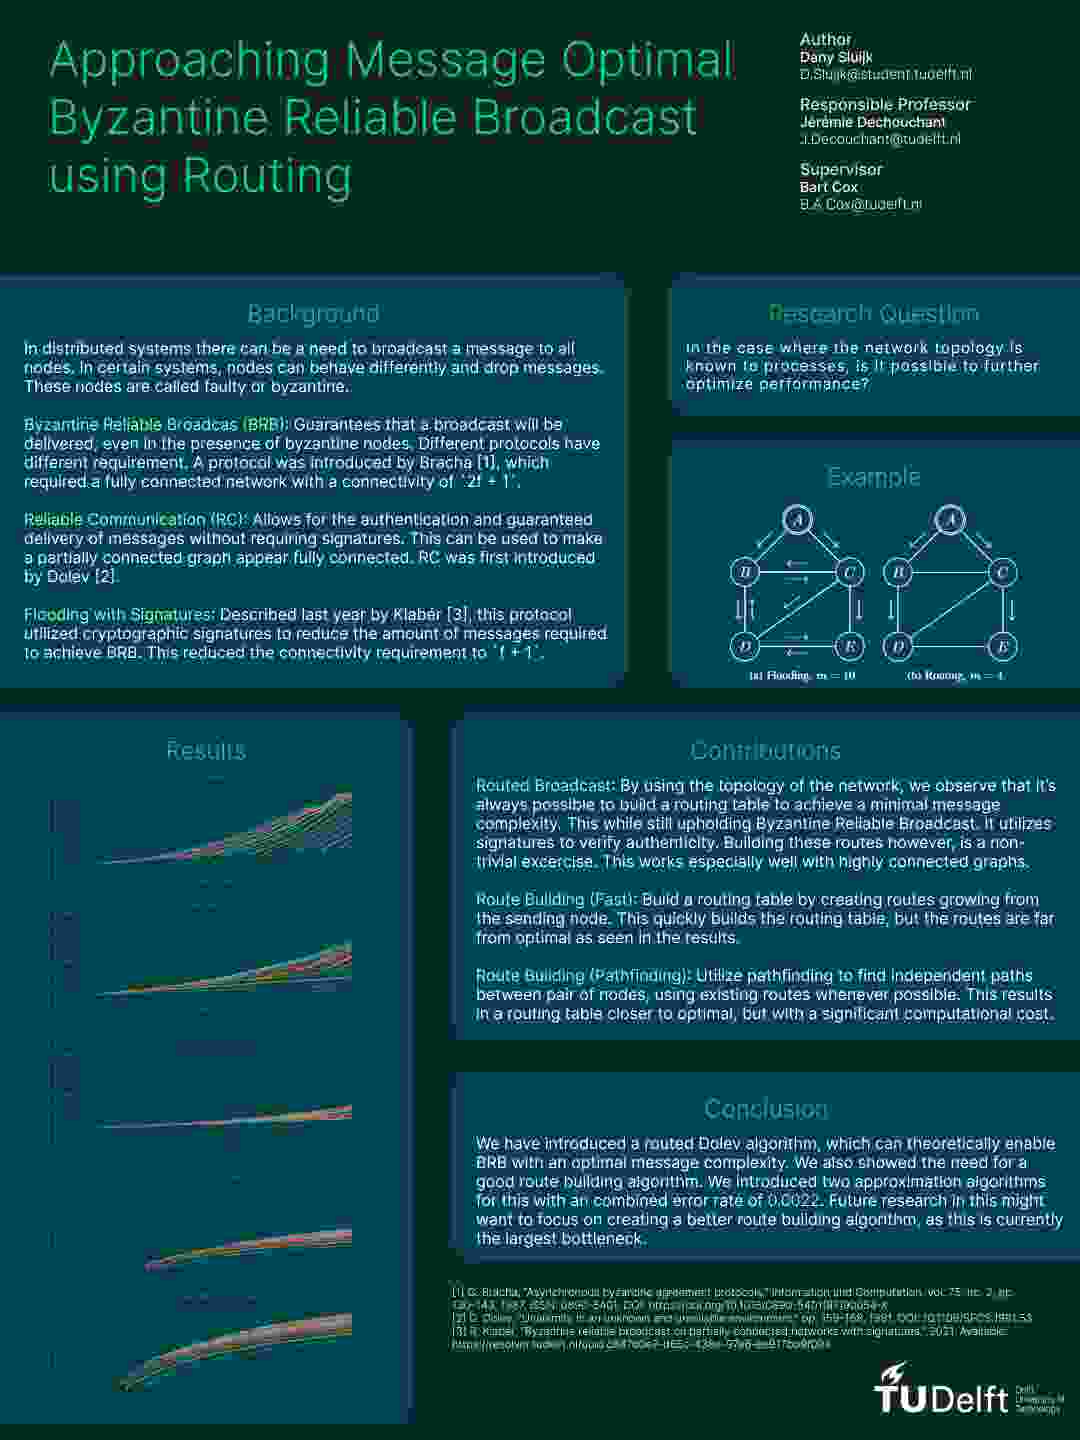 Approaching Message Optimal
Byzantine Reliable Broadcast
using Routing
Author
Dany Sluijk
D.Sluijk@student.tudelft.nl
Responsible Professor
Jérémie Dechouchant
J.Decouchant@tudelft.nl
Supervisor
Bart Cox
B.A.Cox@tudelft.nl
Background
In distributed systems there can be a need to broadcast a message to all
nodes. In certain systems, nodes can behave differently and drop messages.
These nodes are called faulty or byzantine.
Byzantine Reliable Broadcas (BRB): Guarantees that a broadcast will be
delivered, even in the presence of byzantine nodes. Different protocols have
different requirement. A protocol was introduced by Bracha [1], which
required a fully connected network with a connectivity of `2f + 1`.
Reliable Communication (RC): Allows for the authentication and guaranteed
delivery of messages without requiring signatures. This can be used to make
a partially connected graph appear fully connected. RC was first introduced
by Dolev [2].
Flooding with Signatures: Described last year by Klabér [3], this protocol
utilized cryptographic signatures to reduce the amount of messages required
to achieve BRB. This reduced the connectivity requirement to `f + 1`.
Research Question
In the case where the network topology is
known to processes, is it possible to further
optimize performance?
Example
A A
B C B C
D E D E
(a) Flooding, m = 10 (b) Routing, m = 4
Results
Contributions
Routed Broadcast: By using the topology of the network, we observe that it's
always possible to build a routing table to achieve a minimal message
complexity. This while still upholding Byzantine Reliable Broadcast. It utilizes
signatures to verify authenticity. Building these routes however, is a non-
trivial excercise. This works especially well with highly connected graphs.
Route Building (Fast): Build a routing table by creating routes growing from
the sending node. This quickly builds the routing table, but the routes are far
from optimal as seen in the results.
Route Building (Pathfinding): Utilize pathfinding to find independent paths
between pair of nodes, using existing routes whenever possible. This results
in a routing table closer to optimal, but with a significant computational cost.
Conclusion
We have introduced a routed Dolev algorithm, which can theoretically enable
BRB with an optimal message complexity. We also showed the need for a
good route building algorithm. We introduced two approximation algorithms
for this with an combined error rate of 0.0022. Future research in this might
want to focus on creating a better route building algorithm, as this is currently
the largest bottleneck.
[1] G. Bracha, "Asynchronous byzantine agreement protocols," Information and Computation, vol. 75, no. 2, pp.
130–143, 1987, ISSN: 0890-5401. DOI:
[2] D. Dolev, "Unanimity in an unknown and unreliable environment," pp. 159–168, 1981. DOI: 10.1109/SFCS.1981.53
[3] R. Klabér, "Byzantine reliable broadcast on partially connected networks with signatures," 2021. Available:
TUDelft
Delft
University of
Technology